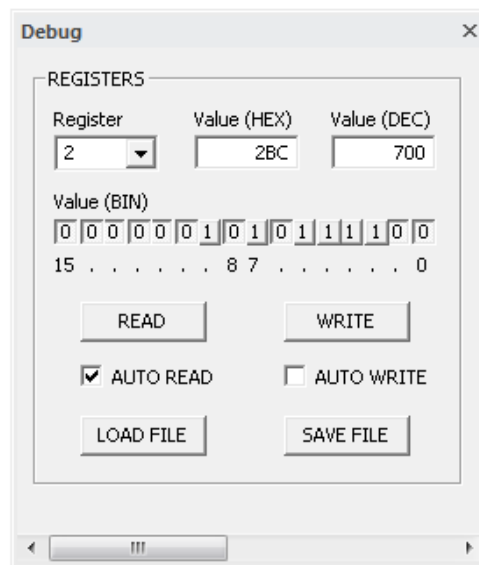 Debug
REGISTERS
Register Value (HEX) Value (DEC)
2 2BC 700
Value (BIN)
0 0 0 0 0 0 1 0 1 0 1 1 1 1 0 0
15 . . . . . . 8 7 . . . . . . 0
READ WRITE
AUTO READ AUTO WRITE
LOAD FILE SAVE FILE